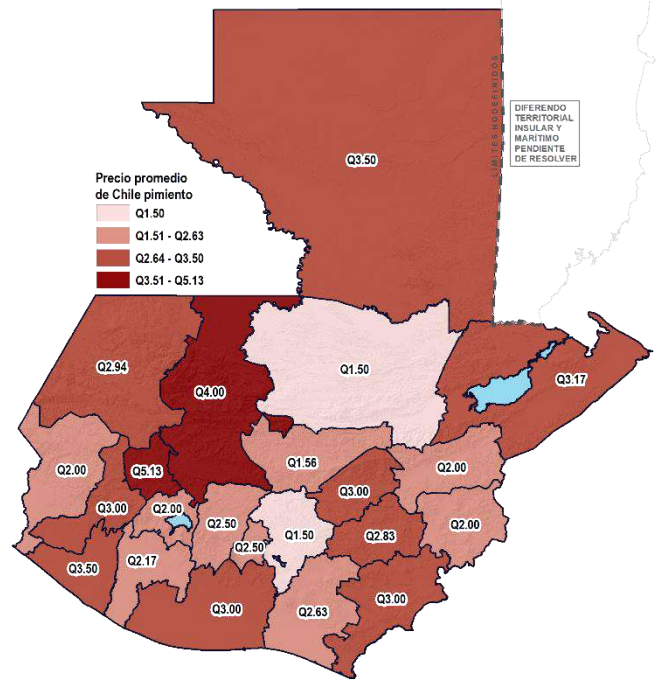 LIMITES NO DEFINIDOS
DIFERENDO
TERRITORIAL
INSULAR Y
MARÍTIMO
PENDIENTE
DE RESOLVER
Q3.50
Precio promedio
de Chile pimiento
Q1.50
Q1.51 - Q2.63
Q2.64 - Q3.50
Q3.51 - Q5.13
Q2.94
Q4.00
Q1.50
Q3.17
Q2.00
Q5.13
Q1.56
Q2.00
Q3.00
Q2.00
Q2.50
Q3.00
Q2.00
Q3.50
Q2.17
Q2.50
Q1.50
Q2.83
Q3.00
Q2.63
Q3.00